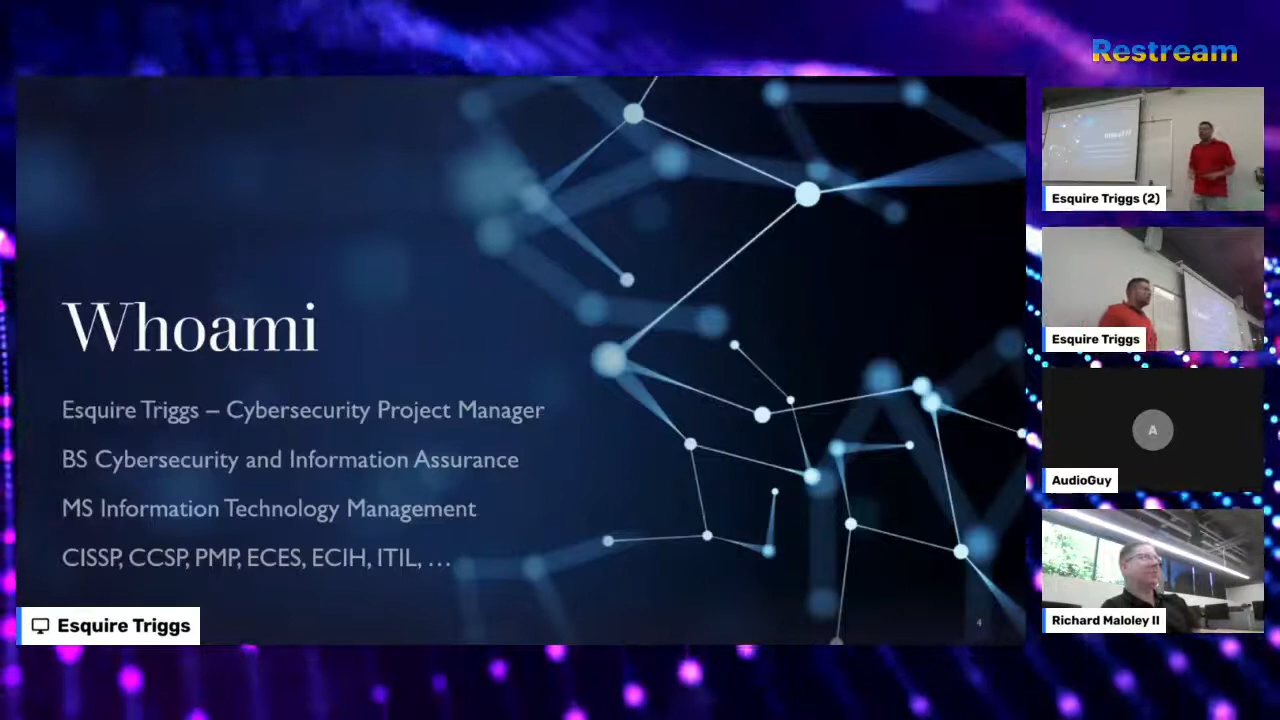 Restream
Whoami
Esquire Triggs – Cybersecurity Project Manager
BS Cybersecurity and Information Assurance
MS Information Technology Management
CISSP, CCSP, PMP, ECES, ECIH, ITIL, …
4
Esquire Triggs
Esquire Triggs (2)
Esquire Triggs
A
AudioGuy
Richard Maloley II